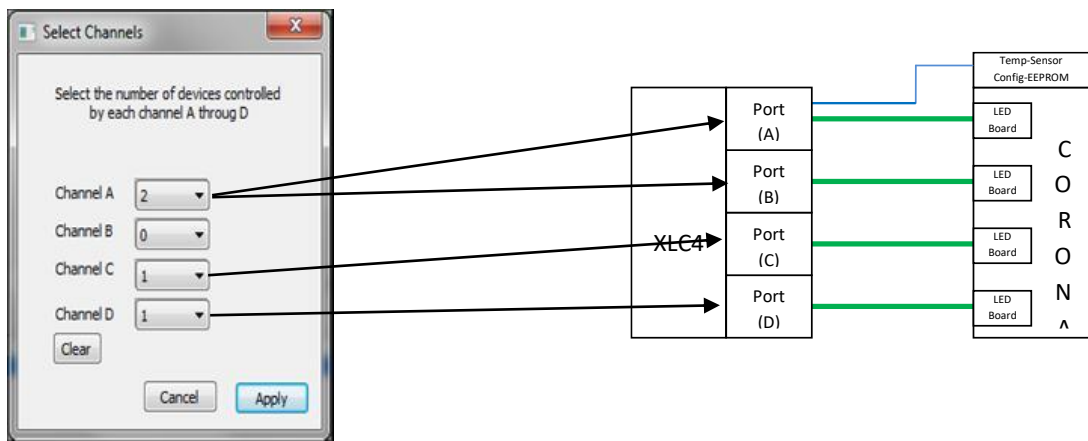 Select Channels
Select the number of devices controlled
by each channel A throug D
Channel A
2
Channel B
0
Channel C
1
Channel D
1
Clear
Cancel
Apply
XLC4
Port
(A)
Port
(B)
Port
(C)
Port
(D)
Temp-Sensor
Config-EEPROM
LED
Board
LED
Board
LED
Board
LED
Board
C
O
R
O
N
A